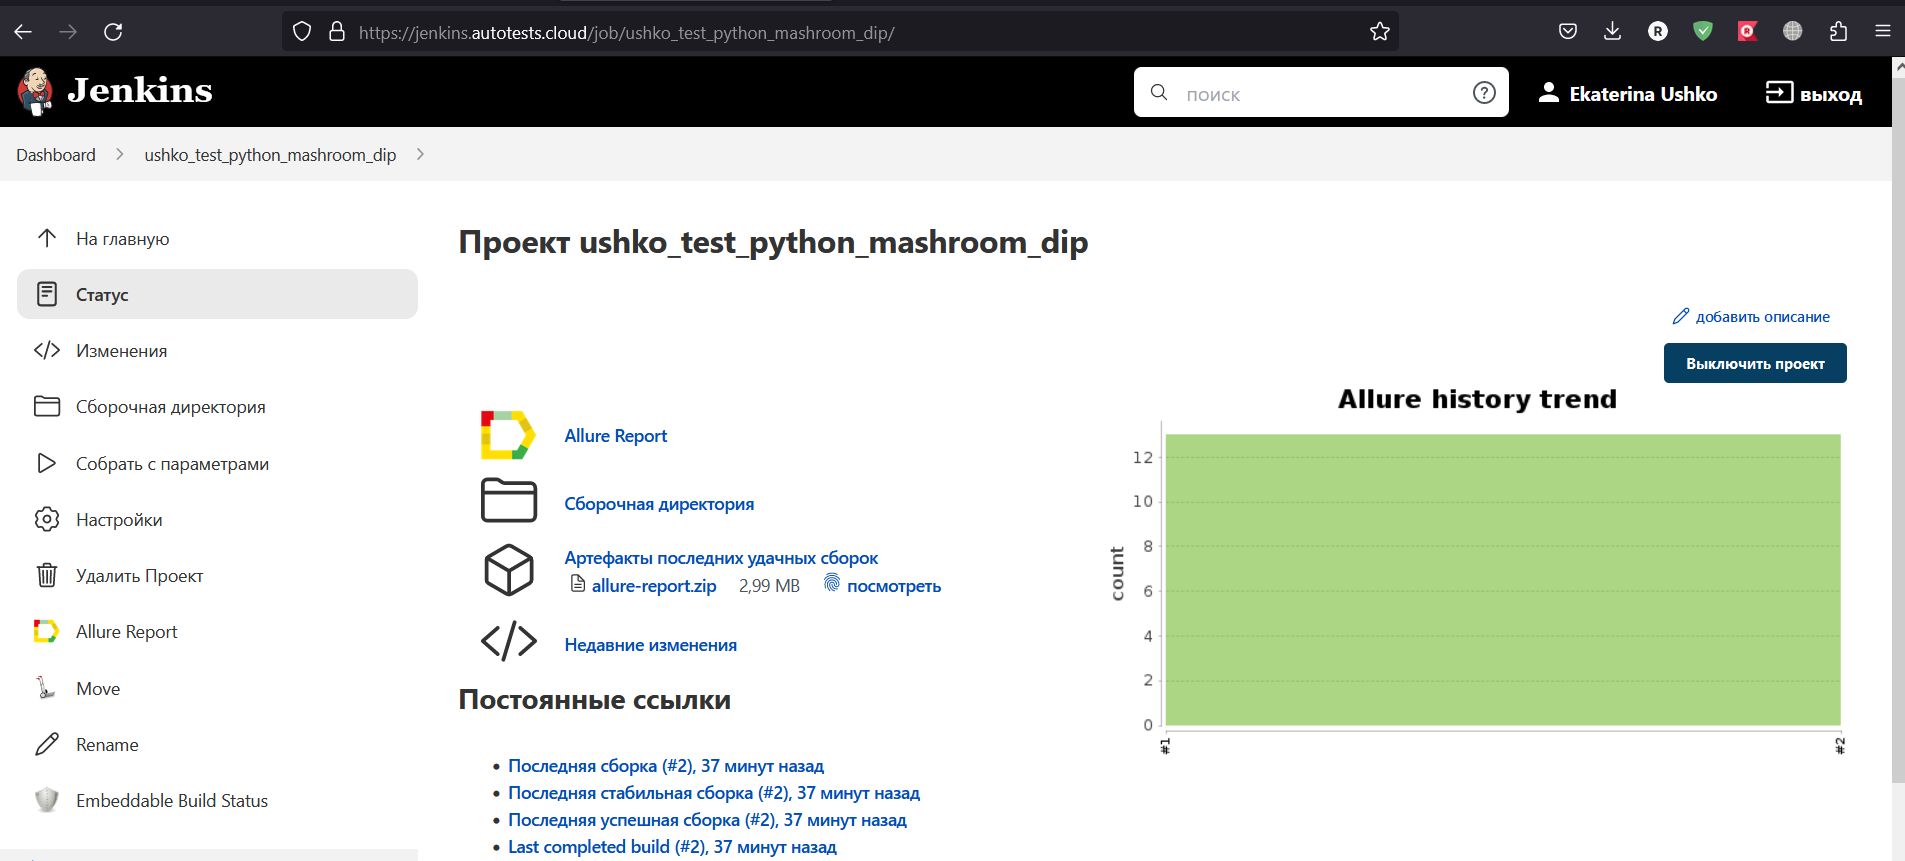 https://jenkins.autotests.cloud/job/ushko_test_python_mashroom_dip/
R
Jenkins
поиск
?
Ekaterina Ushko
выход
Dashboard
ushko_test_python_mashroom_dip
На главную
Статус
Изменения
Сборочная директория
Собрать с параметрами
Настройки
Удалить Проект
Allure Report
Move
Rename
Embeddable Build Status
Проект ushko_test_python_mashroom_dip
добавить описание
Выключить проект
Allure Report
Сборочная директория
Артефакты последних удачных сборок
allure-report.zip 2,99 MB посмотреть
Недавние изменения
Allure history trend
count
12
10
8
6
4
2
0
#1
#2
Постоянные ссылки
Последняя сборка (#2), 37 минут назад
Последняя стабильная сборка (#2), 37 минут назад
Последняя успешная сборка (#2), 37 минут назад
Last completed build (#2), 37 минут назад